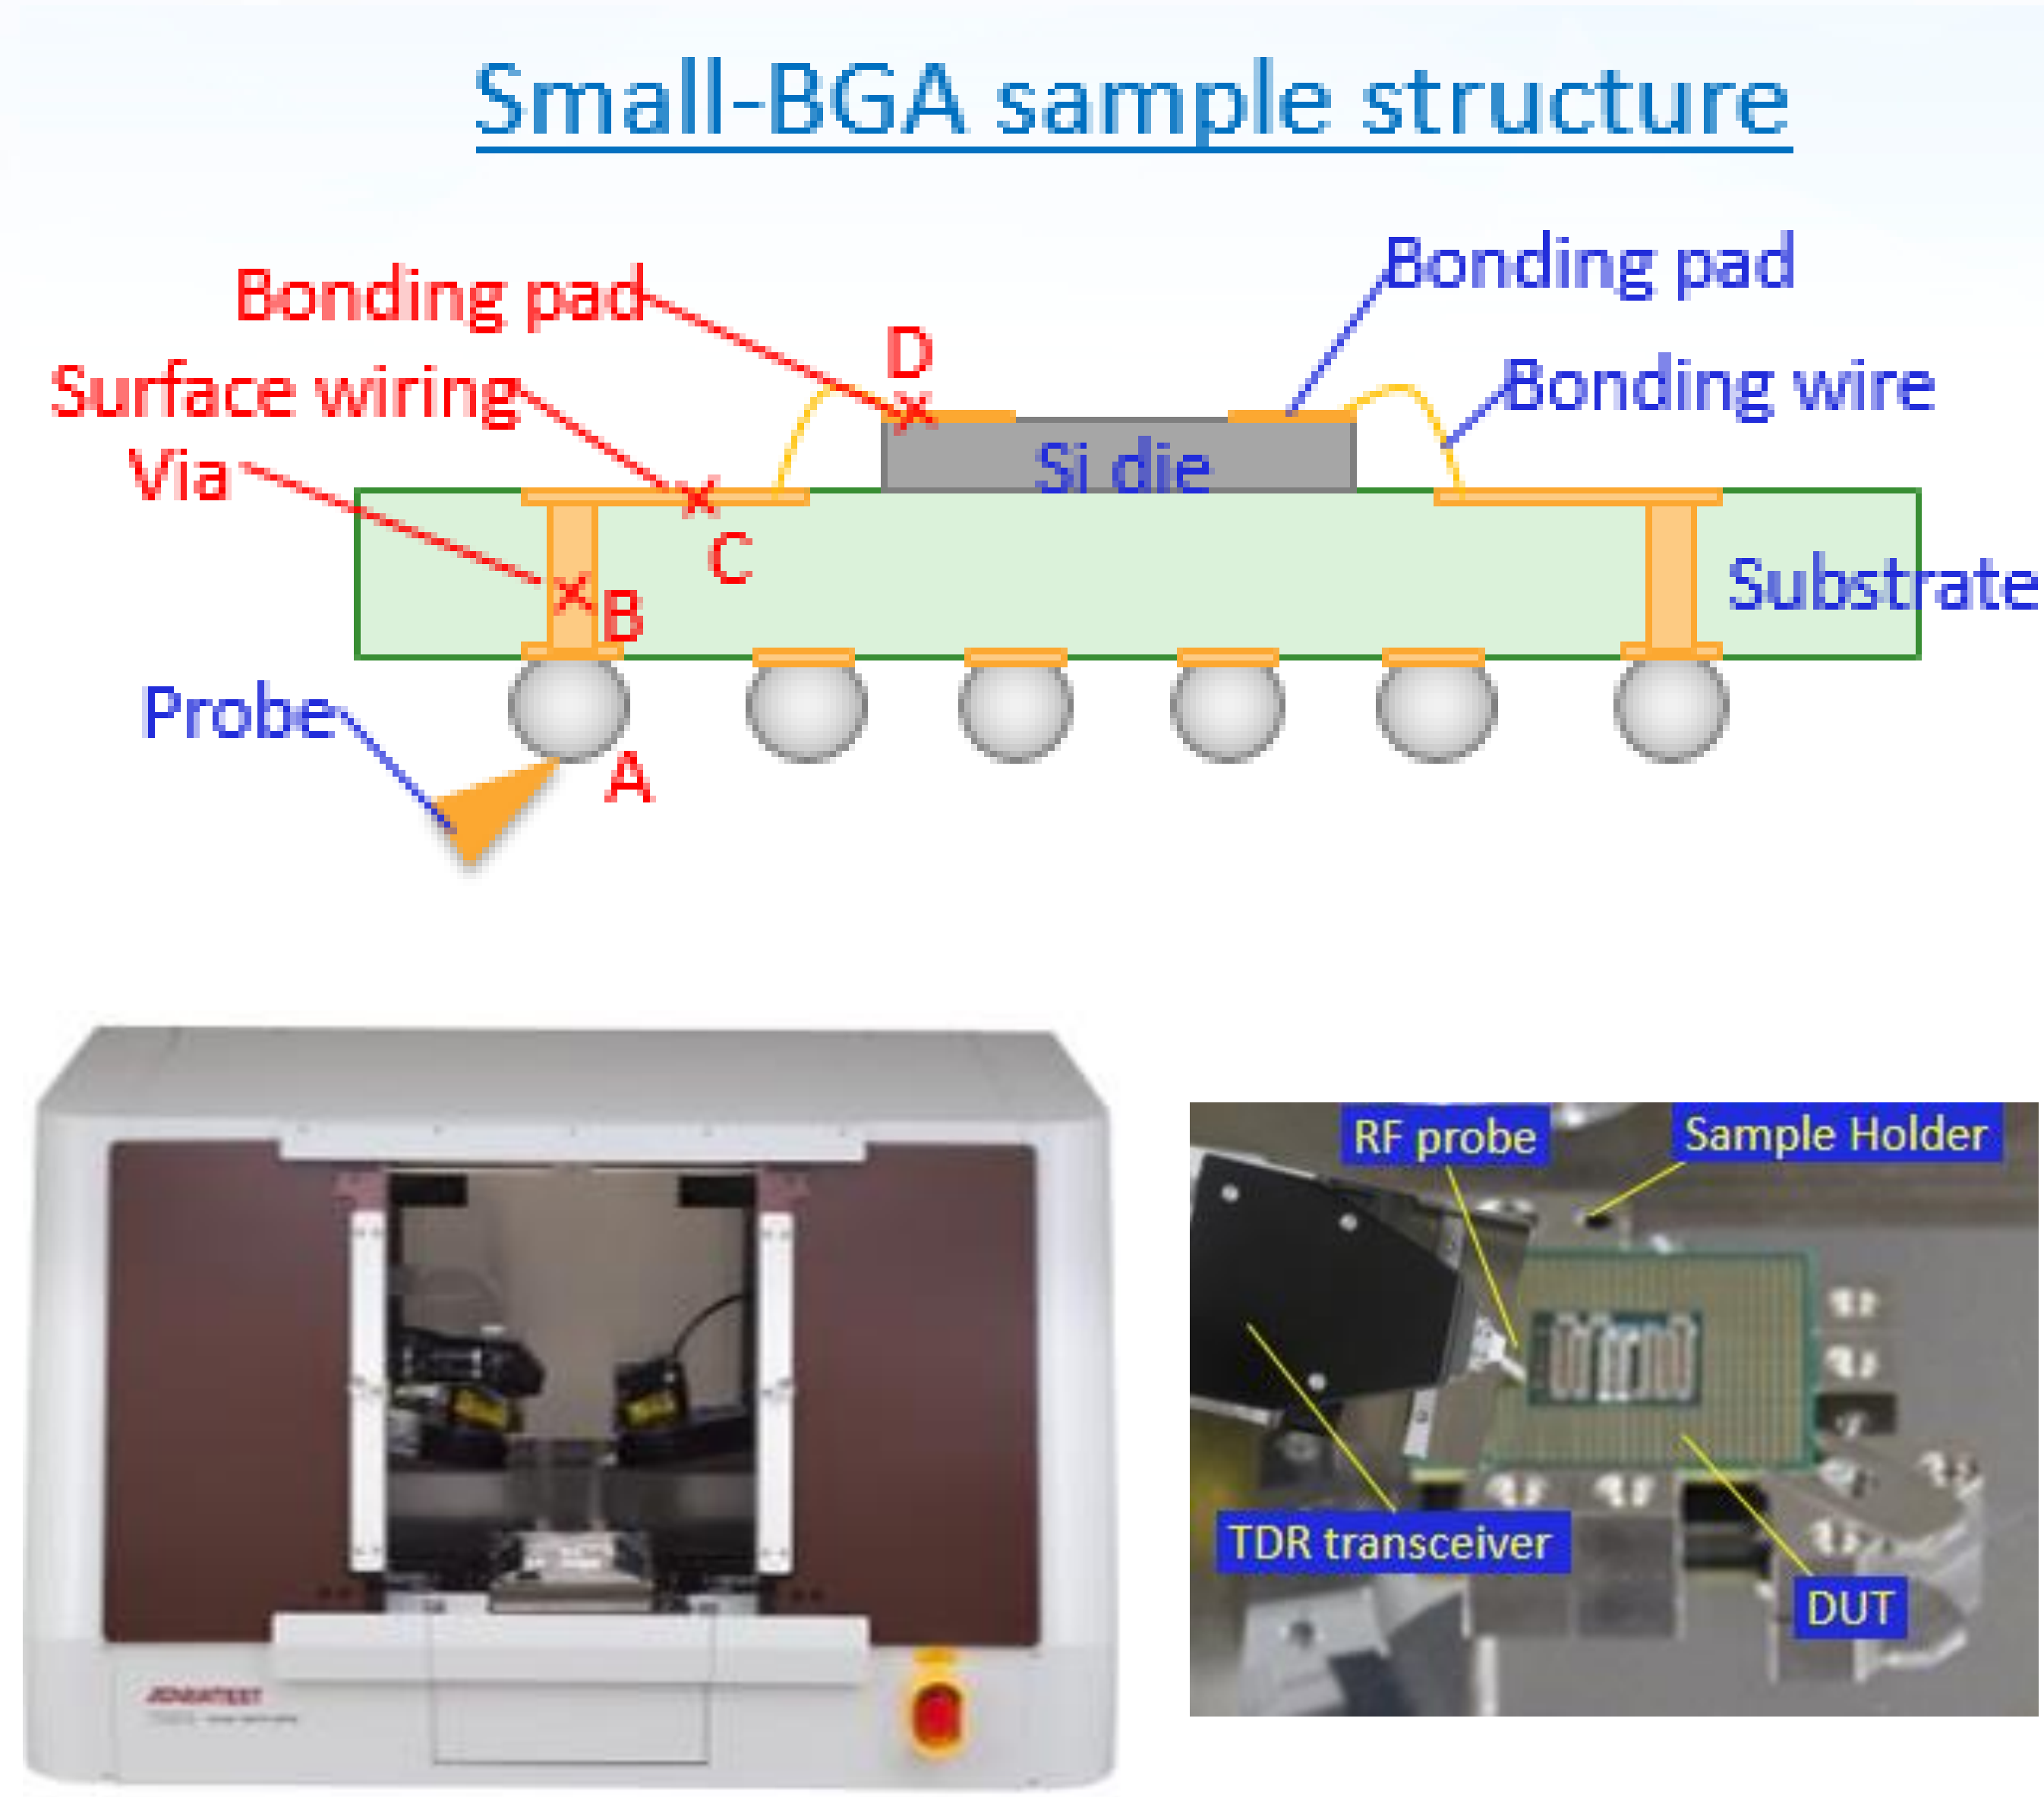 Small-BGA sample structure
Bonding pad
Bonding pad
D
Surface wiring
Bonding wire
Via
Si die
C
B
Substrate
Probe
A
RF probe
Sample Holder
ADVANTEST
TDR transceiver
DUT